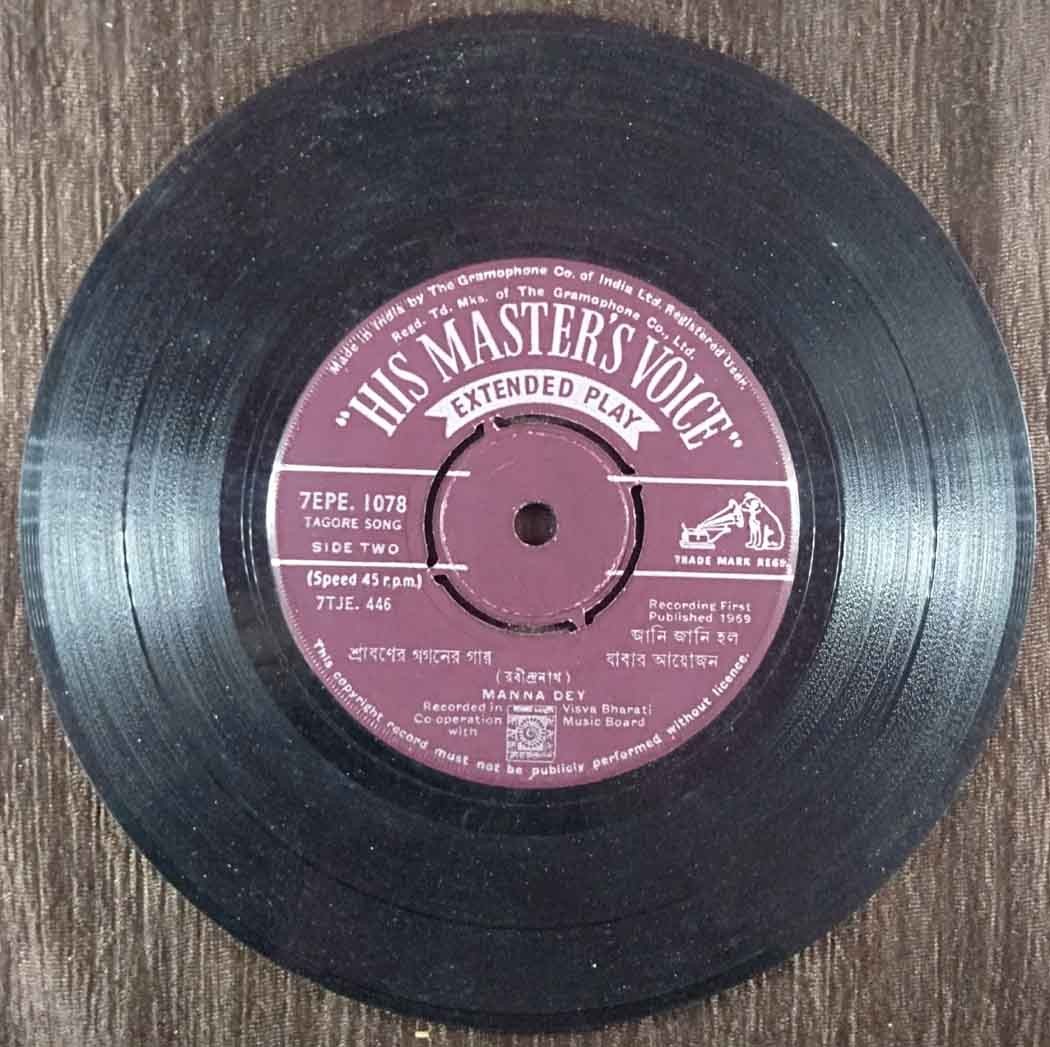 Made in India by The Gramophone Co. of India Ltd. Registered User.
Regd. Td. Mks. of The Gramophone Co., Ltd.
"HIS MASTER'S VOICE"
EXTENDED PLAY
7EPE. 1078
TAGORE SONG
SIDE TWO
TRADE MARK REGD.
(Speed 45 r.p.m.)
7TJE. 446
Recording First
Published 1969
শ্রাবণের গগনের গায়
জানি জানি হল
যাবার আয়োজন
(রবীন্দ্রনাথ)
MANNA DEY
Recorded in Visva Bharati
Co-operation Music Board
with
This copyright record must not be publicly performed without licence.